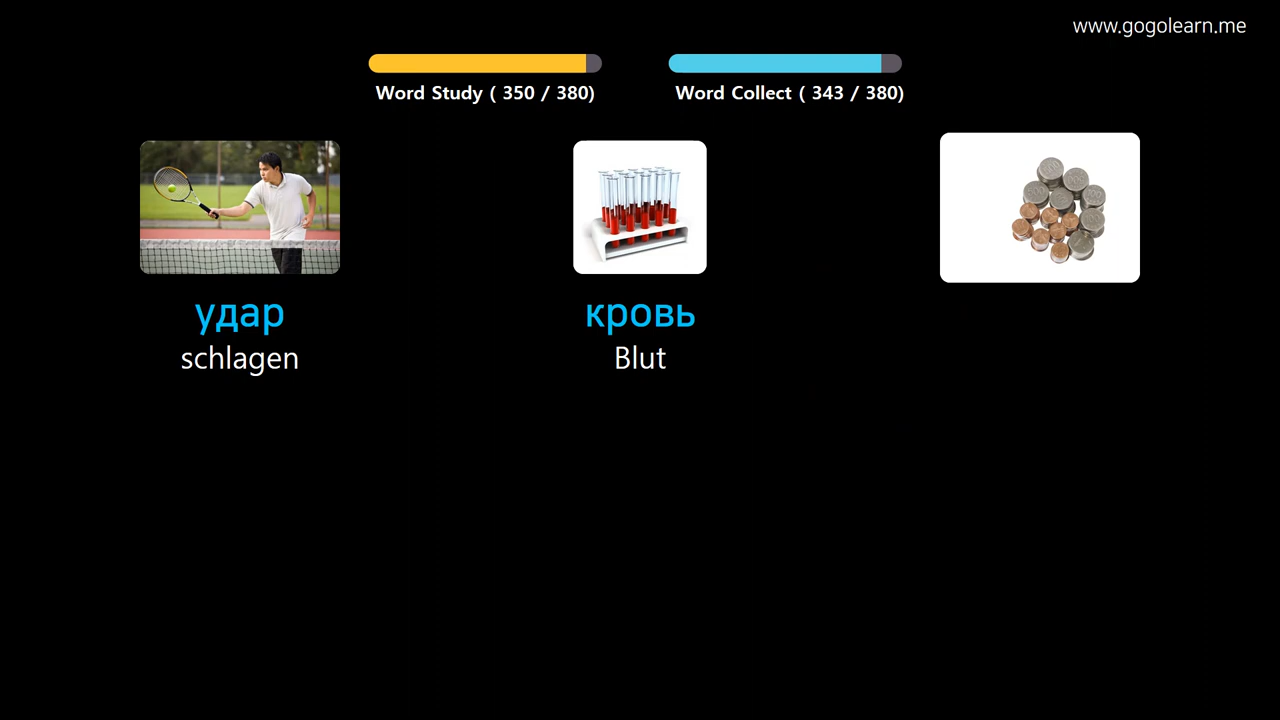 www.gogolearn.me
Word Study ( 350 / 380)
Word Collect ( 343 / 380)
удар
schlagen
кровь
Blut